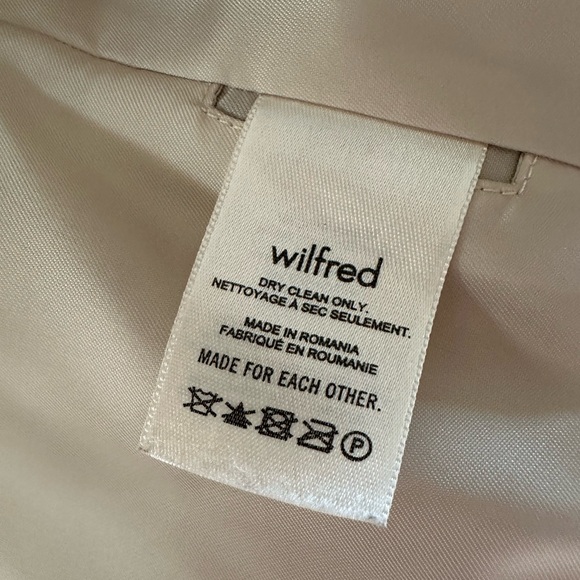 wilfred
DRY CLEAN ONLY.
NETTOYAGE À SEC SEULEMENT.
MADE IN ROMANIA
FABRIQUÉ EN ROUMANIE
MADE FOR EACH OTHER.
P